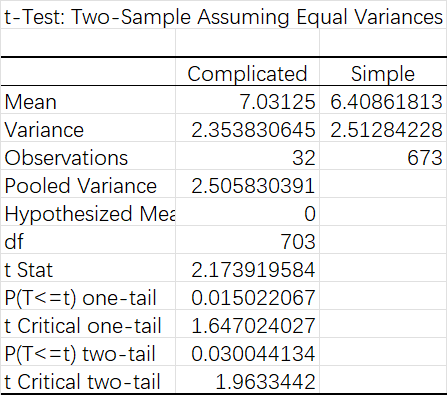 t-Test: Two-Sample Assuming Equal Variances
Complicated Simple
Mean 7.03125 6.40861813
Variance 2.353830645 2.51284228
Observations 32 673
Pooled Variance 2.505830391
Hypothesized Mea 0
df 703
t Stat 2.173919584
P(T<=t) one-tail 0.015022067
t Critical one-tail 1.647024027
P(T<=t) two-tail 0.030044134
t Critical two-tail 1.9633442